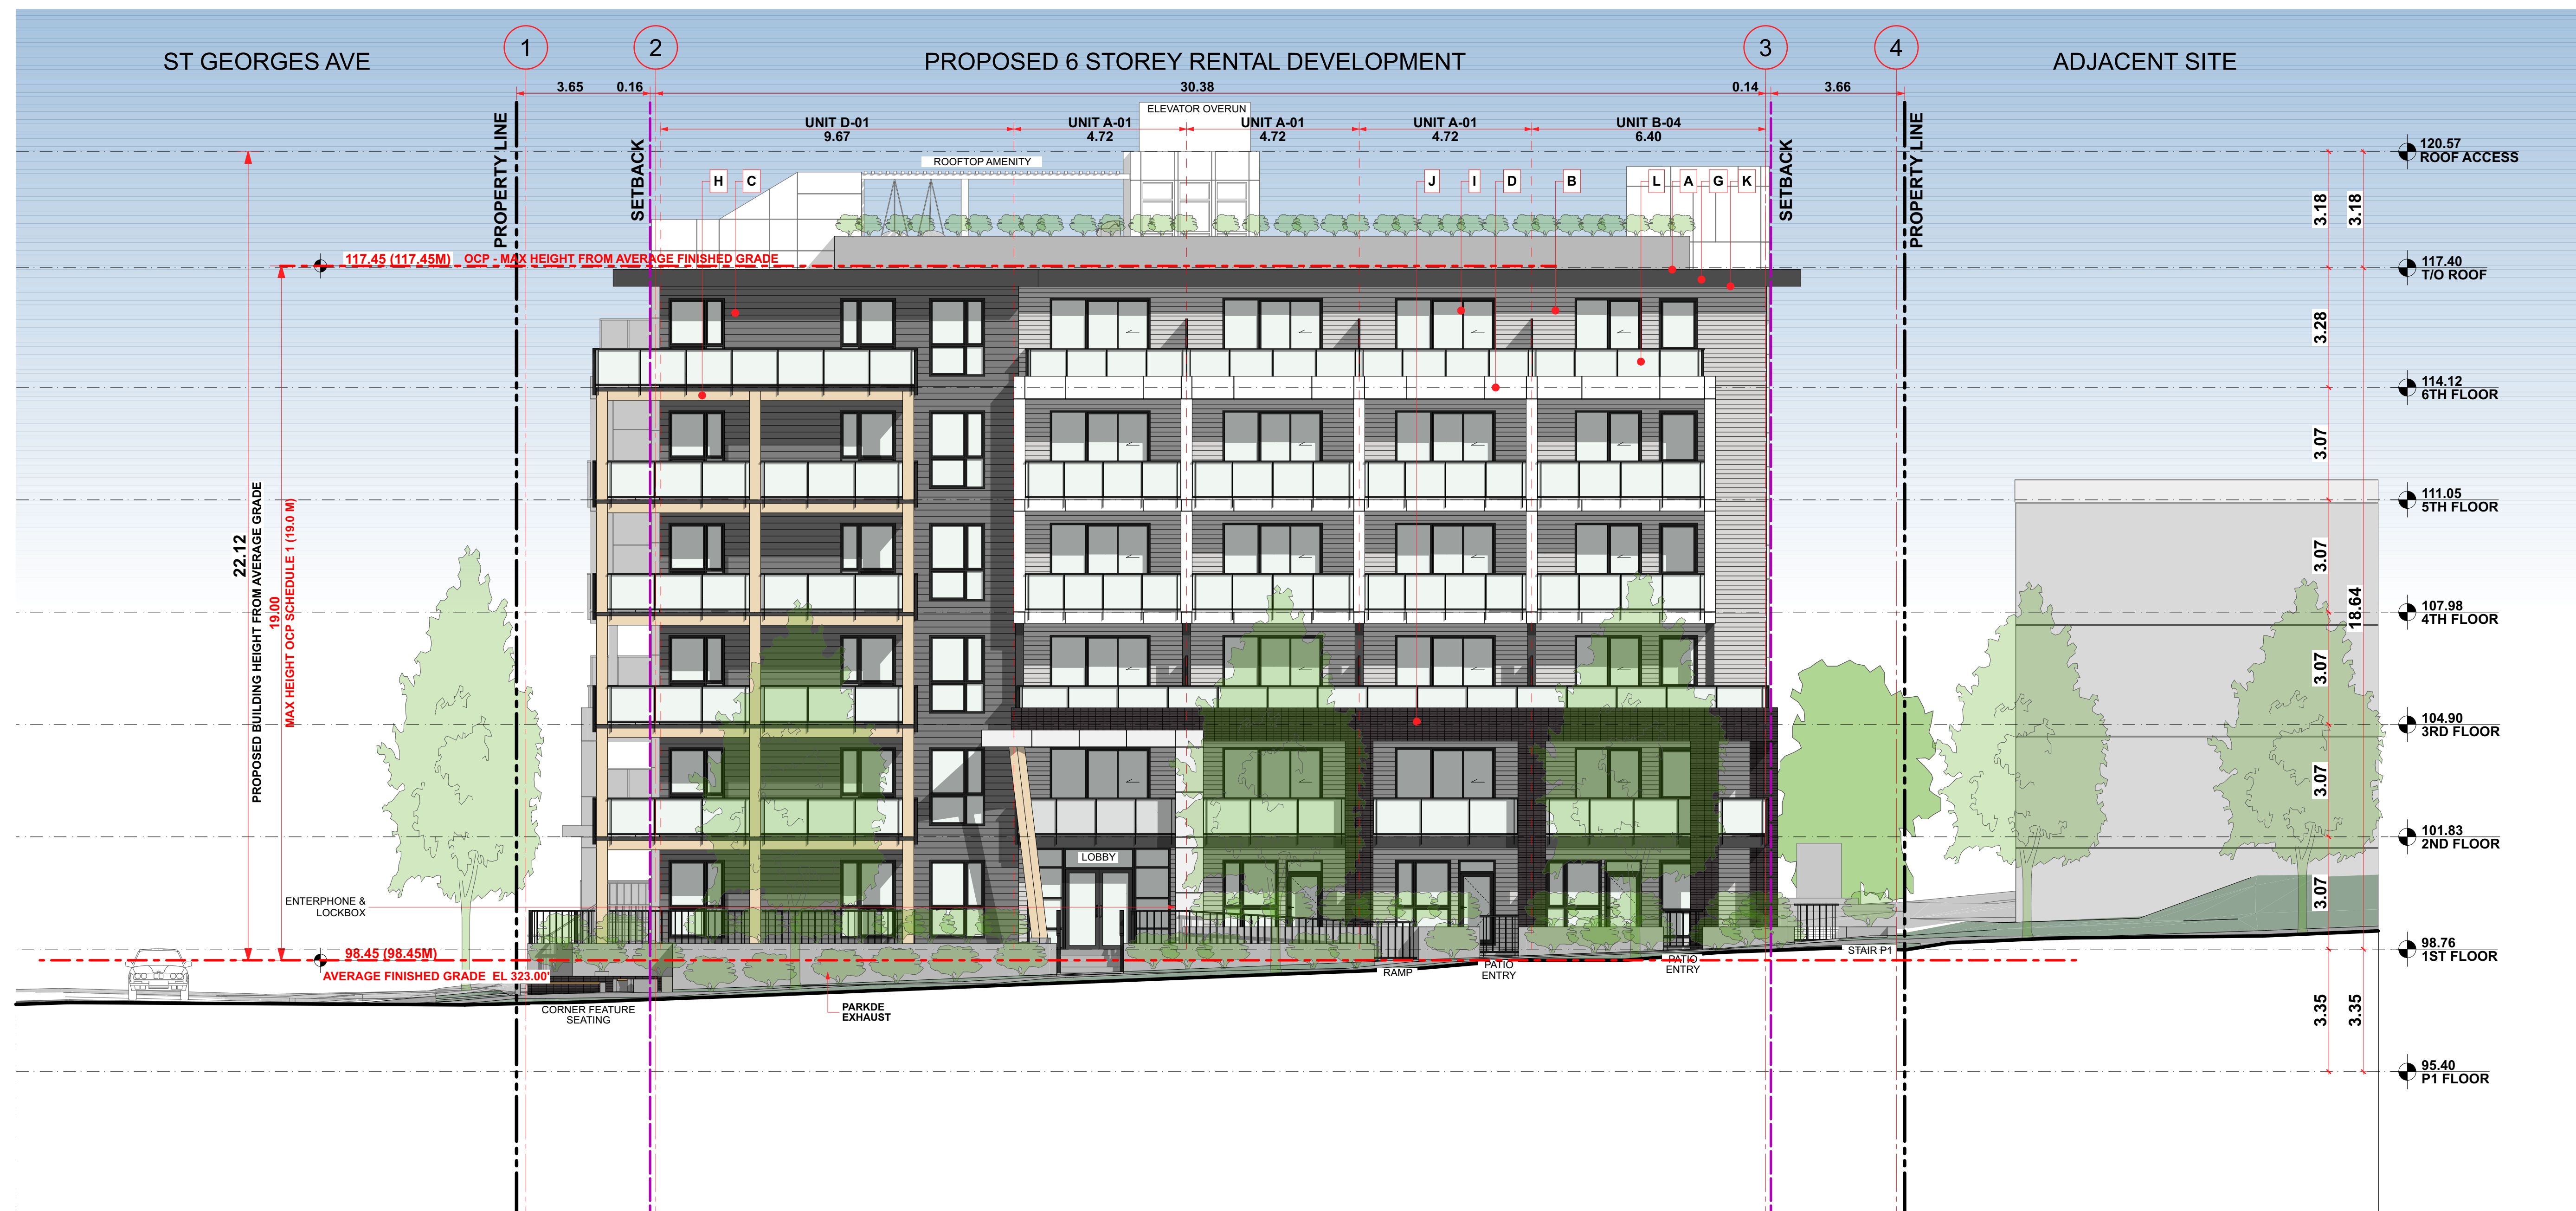 1
2
3
4
ST GEORGES AVE
PROPOSED 6 STOREY RENTAL DEVELOPMENT
ADJACENT SITE
3.65
0.16
30.38
0.14
3.66
ELEVATOR OVERUN
UNIT D-01
9.67
UNIT A-01
4.72
UNIT A-01
4.72
UNIT A-01
4.72
UNIT B-04
6.40
PROPERTY LINE
SETBACK
SETBACK
PROPERTY LINE
ROOFTOP AMENITY
H
C
J
I
D
B
L
A
G
K
120.57
ROOF ACCESS
3.18
3.18
117.45 (117.45M)
OCP - MAX HEIGHT FROM AVERAGE FINISHED GRADE
117.40
T/O ROOF
3.28
114.12
6TH FLOOR
3.07
111.05
5TH FLOOR
3.07
18.64
107.98
4TH FLOOR
3.07
104.90
3RD FLOOR
3.07
101.83
2ND FLOOR
3.07
98.76
1ST FLOOR
3.35
3.35
95.40
P1 FLOOR
22.12
PROPOSED BUILDING HEIGHT FROM AVERAGE GRADE
19.00
MAX HEIGHT OCP SCHEDULE 1 (19.0 M)
LOBBY
ENTERPHONE &
LOCKBOX
98.45 (98.45M)
AVERAGE FINISHED GRADE EL 323.00'
CORNER FEATURE
SEATING
PARKDE
EXHAUST
RAMP
PATIO
ENTRY
PATIO
ENTRY
STAIR P1